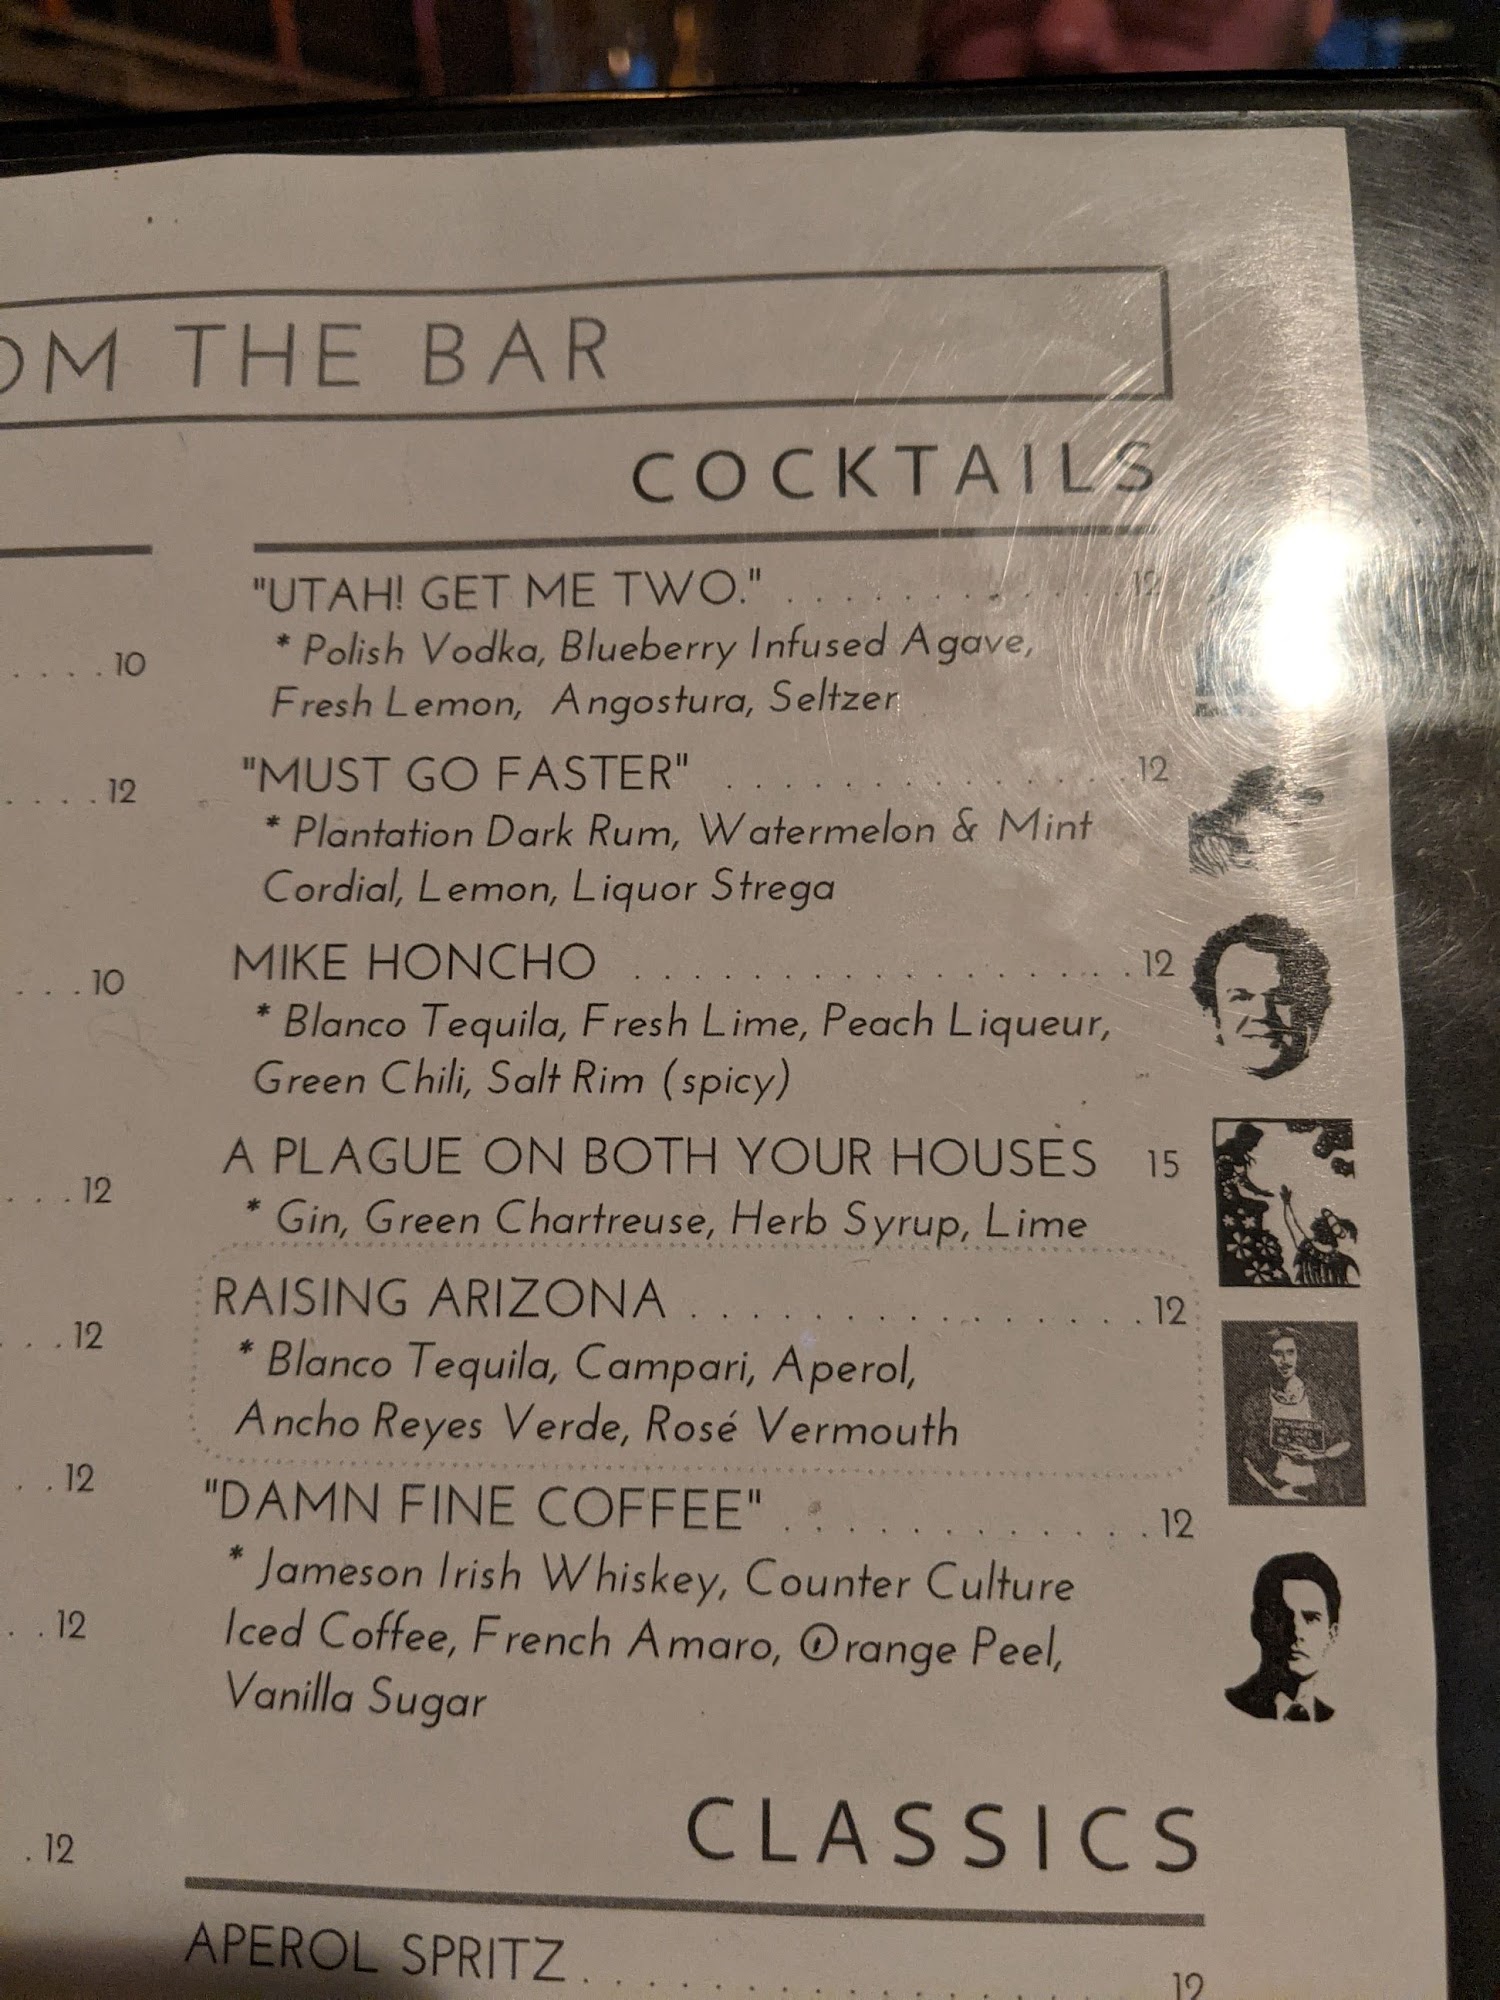 OM THE BAR
COCKTAILS
"UTAH! GET ME TWO." . . . . . . . . . . . . . 12
* Polish Vodka, Blueberry Infused Agave,
Fresh Lemon, Angostura, Seltzer
"MUST GO FASTER" . . . . . . . . . . . . . . 12
* Plantation Dark Rum, Watermelon & Mint
Cordial, Lemon, Liquor Strega
MIKE HONCHO . . . . . . . . . . . . . . . . . 12
* Blanco Tequila, Fresh Lime, Peach Liqueur,
Green Chili, Salt Rim (spicy)
A PLAGUE ON BOTH YOUR HOUSES 15
* Gin, Green Chartreuse, Herb Syrup, Lime
RAISING ARIZONA . . . . . . . . . . . . . . . . 12
* Blanco Tequila, Campari, Aperol,
Ancho Reyes Verde, Rosé Vermouth
"DAMN FINE COFFEE" . . . . . . . . . . . . . 12
* Jameson Irish Whiskey, Counter Culture
Iced Coffee, French Amaro, Orange Peel,
Vanilla Sugar
CLASSICS
APEROL SPRITZ . . . . . . . . . . . . . . . . . 12
. . . . . 10
. . . . 12
. . . 10
. . . 12
. . . 12
. . 12
. . 12
. 12